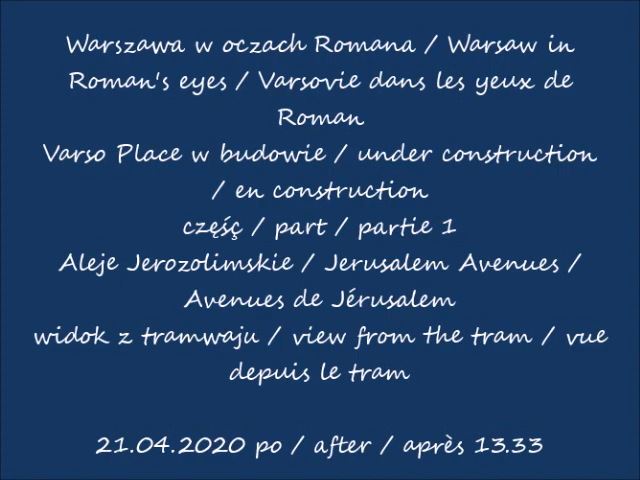 Warszawa w oczach Romana / Warsaw in
Roman's eyes / Varsovie dans les yeux de
Roman
Varso Place w budowie / under construction
/ en construction
częśç / part / partie 1
Aleje Jerozolimskie / Jerusalem Avenues /
Avenues de Jérusalem
widok z tramwaju / view from the tram / vue
depuis le tram
21.04.2020 po / after / après 13.33